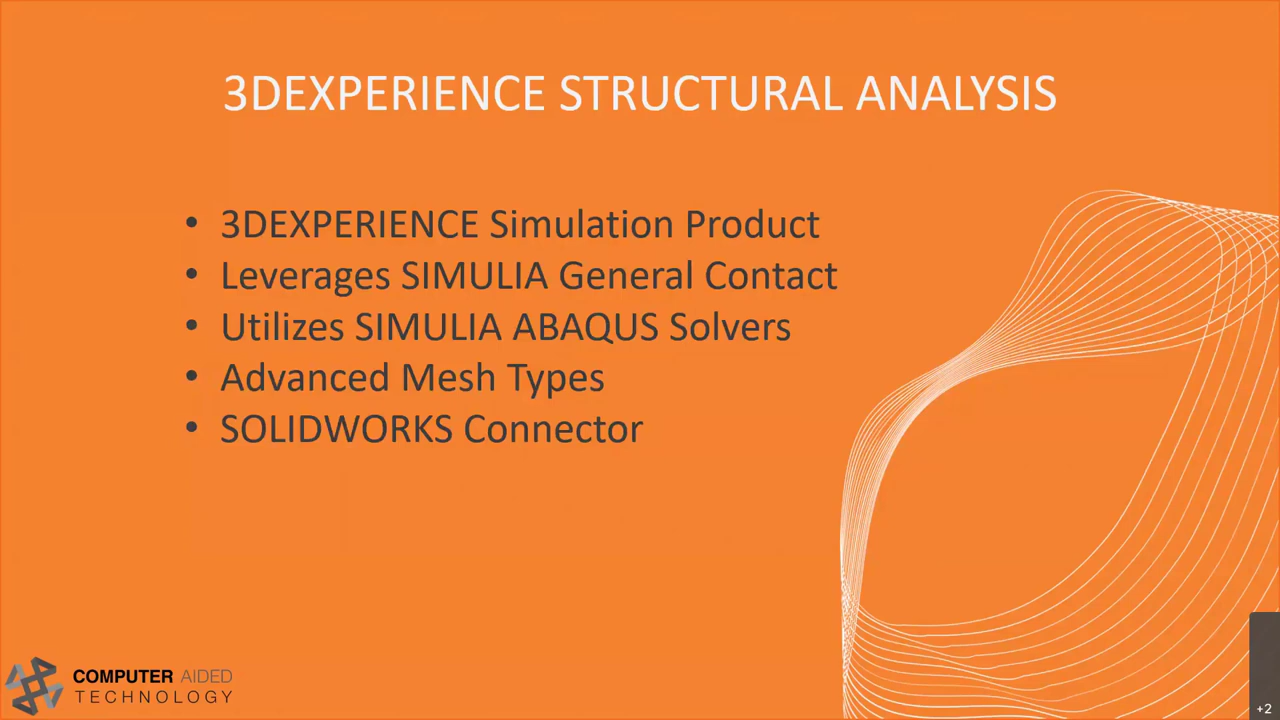 3DEXPERIENCE STRUCTURAL ANALYSIS
• 3DEXPERIENCE Simulation Product
• Leverages SIMULIA General Contact
• Utilizes SIMULIA ABAQUS Solvers
• Advanced Mesh Types
• SOLIDWORKS Connector
COMPUTER AIDED
TECHNOLOGY
+2